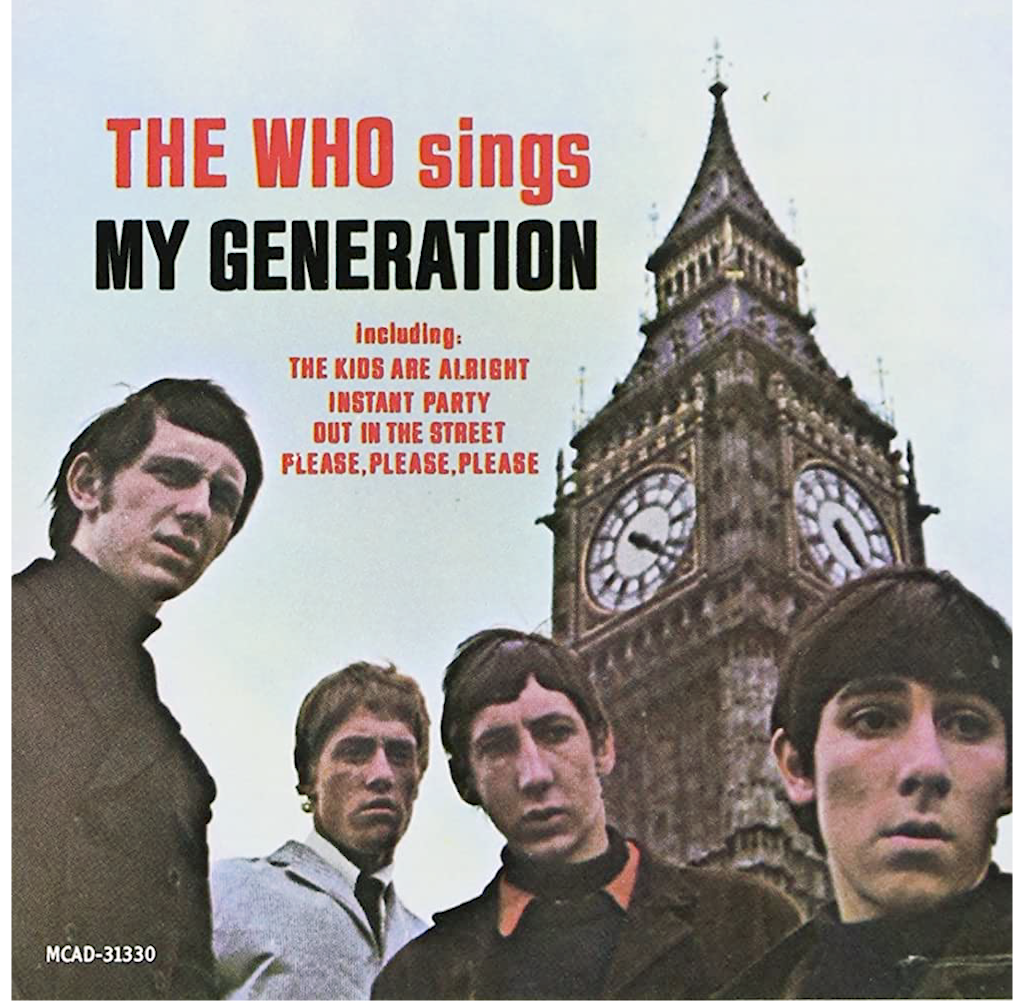 THE WHO sings
MY GENERATION
including:
THE KIDS ARE ALRIGHT
INSTANT PARTY
OUT IN THE STREET
PLEASE,PLEASE,PLEASE
MCAD-31330